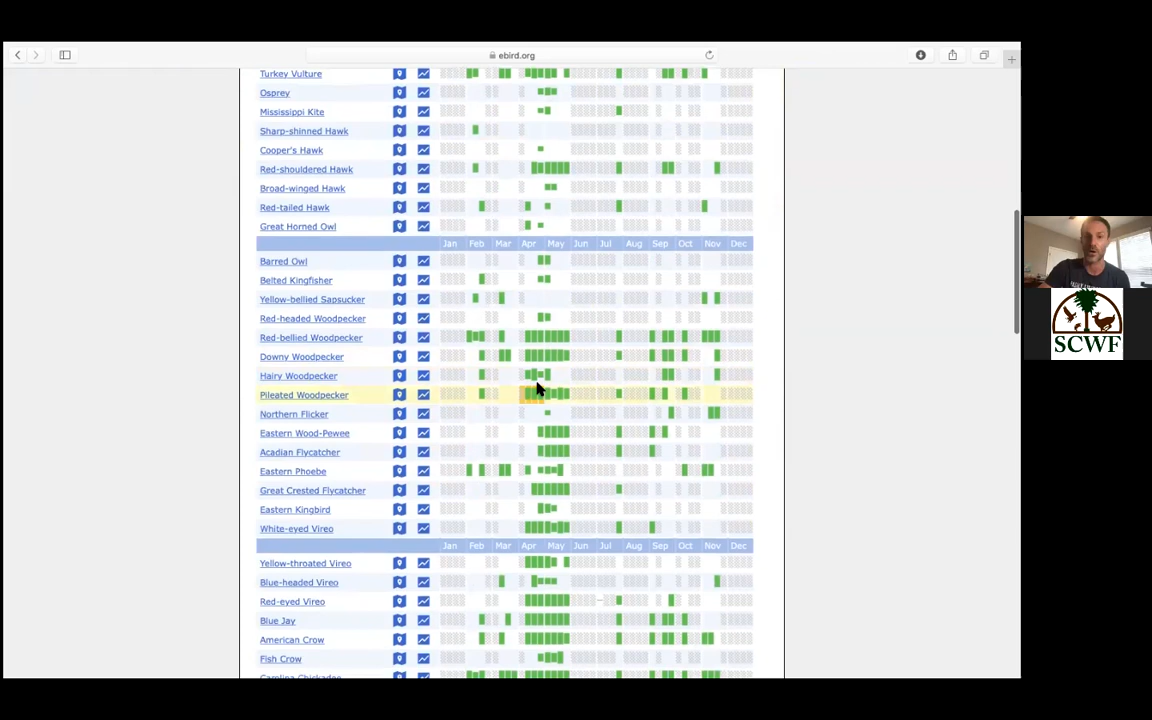 ebird.org
Turkey Vulture
Osprey
Mississippi Kite
Sharp-shinned Hawk
Cooper's Hawk
Red-shouldered Hawk
Broad-winged Hawk
Red-tailed Hawk
Great Horned Owl
Jan Feb Mar Apr May Jun Jul Aug Sep Oct Nov Dec
Barred Owl
Belted Kingfisher
Yellow-bellied Sapsucker
Red-headed Woodpecker
Red-bellied Woodpecker
Downy Woodpecker
Hairy Woodpecker
Pileated Woodpecker
Northern Flicker
Eastern Wood-Pewee
Acadian Flycatcher
Eastern Phoebe
Great Crested Flycatcher
Eastern Kingbird
White-eyed Vireo
Jan Feb Mar Apr May Jun Jul Aug Sep Oct Nov Dec
Yellow-throated Vireo
Blue-headed Vireo
Red-eyed Vireo
Blue Jay
American Crow
Fish Crow
Carolina Chickadee
SCWF